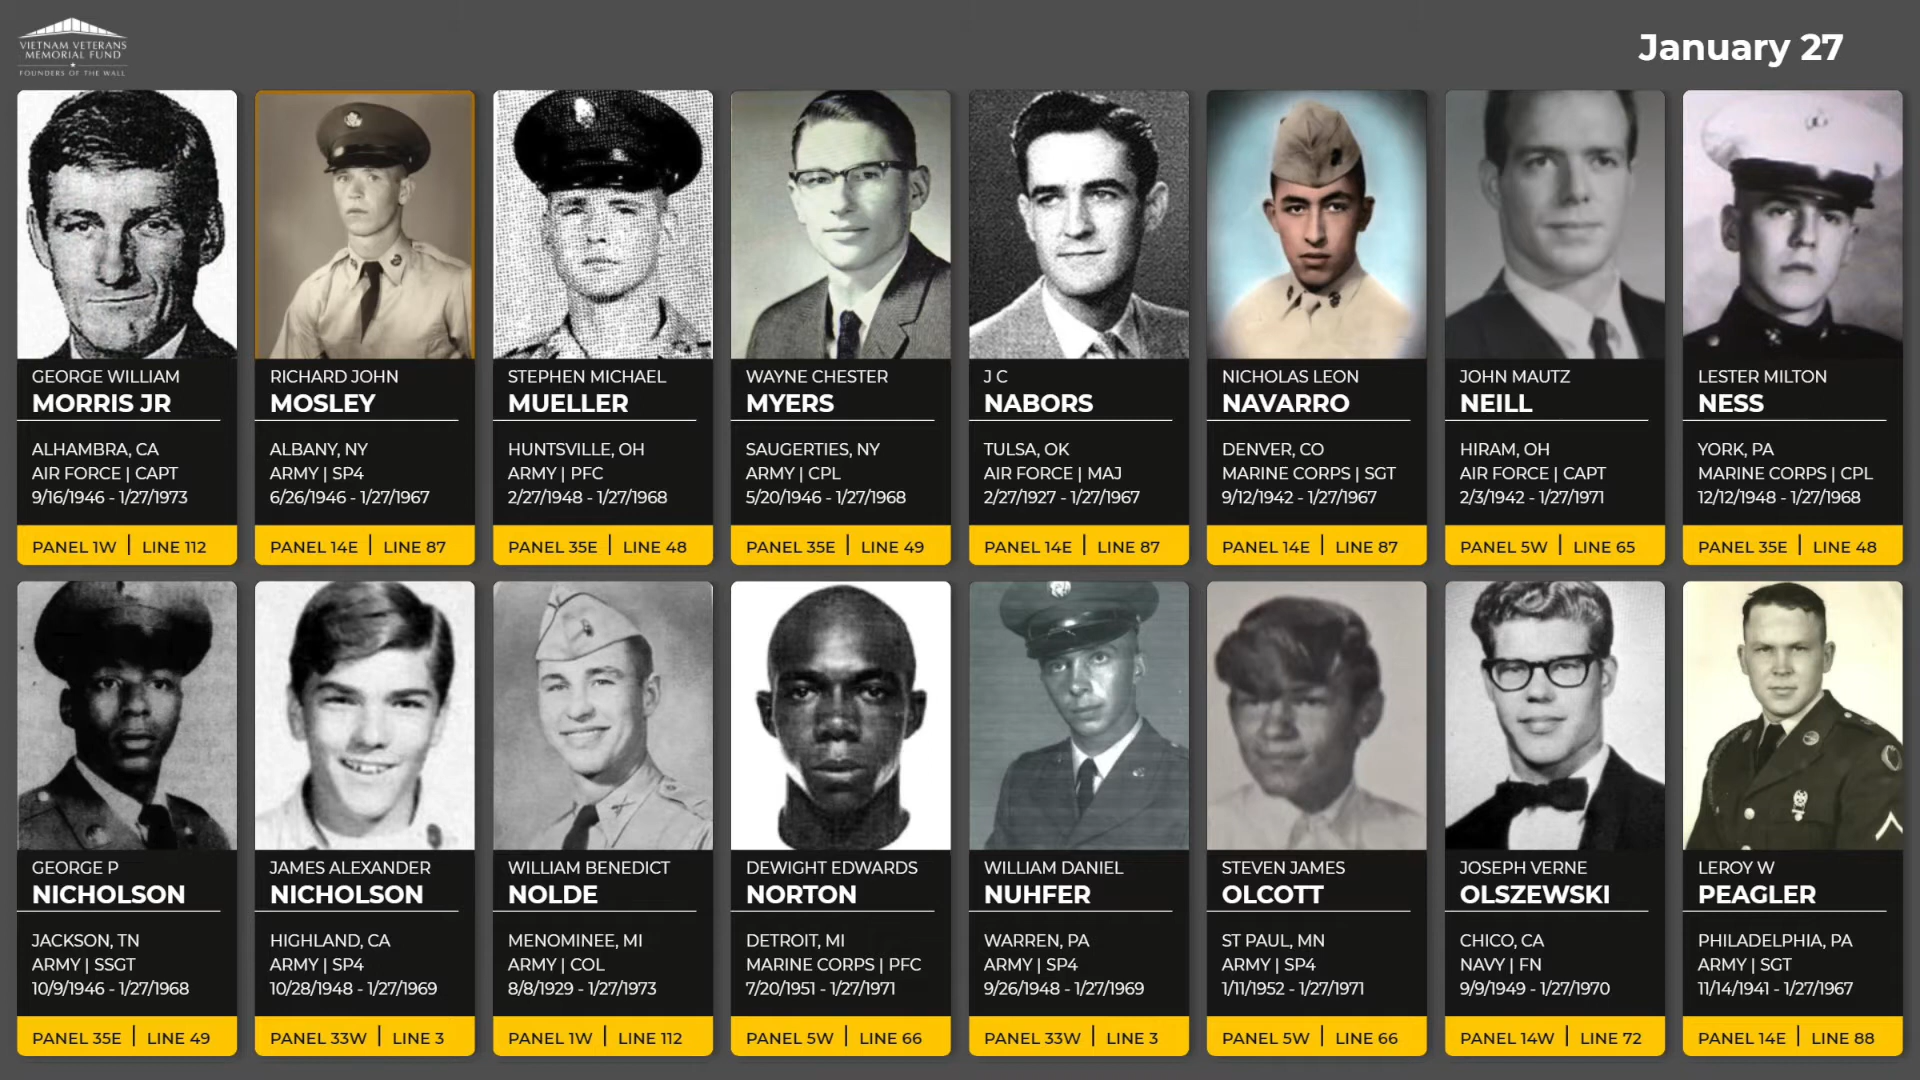 VIETNAM VETERANS
MEMORIAL FUND
FOUNDERS OF THE WALL
January 27
GEORGE WILLIAM
MORRIS JR
ALHAMBRA, CA
AIR FORCE | CAPT
9/16/1946 - 1/27/1973
PANEL 1W | LINE 112
RICHARD JOHN
MOSLEY
ALBANY, NY
ARMY | SP4
6/26/1946 - 1/27/1967
PANEL 14E | LINE 87
STEPHEN MICHAEL
MUELLER
HUNTSVILLE, OH
ARMY | PFC
2/27/1948 - 1/27/1968
PANEL 35E | LINE 48
WAYNE CHESTER
MYERS
SAUGERTIES, NY
ARMY | CPL
5/20/1946 - 1/27/1968
PANEL 35E | LINE 49
J C
NABORS
TULSA, OK
AIR FORCE | MAJ
2/27/1927 - 1/27/1967
PANEL 14E | LINE 87
NICHOLAS LEON
NAVARRO
DENVER, CO
MARINE CORPS | SGT
9/12/1942 - 1/27/1967
PANEL 14E | LINE 87
JOHN MAUTZ
NEILL
HIRAM, OH
AIR FORCE | CAPT
2/3/1942 - 1/27/1971
PANEL 5W | LINE 65
LESTER MILTON
NESS
YORK, PA
MARINE CORPS | CPL
12/12/1948 - 1/27/1968
PANEL 35E | LINE 48
GEORGE P
NICHOLSON
JACKSON, TN
ARMY | SSGT
10/9/1946 - 1/27/1968
PANEL 35E | LINE 49
JAMES ALEXANDER
NICHOLSON
HIGHLAND, CA
ARMY | SP4
10/28/1948 - 1/27/1969
PANEL 33W | LINE 3
WILLIAM BENEDICT
NOLDE
MENOMINEE, MI
ARMY | COL
8/8/1929 - 1/27/1973
PANEL 1W | LINE 112
DEWIGHT EDWARDS
NORTON
DETROIT, MI
MARINE CORPS | PFC
7/20/1951 - 1/27/1971
PANEL 5W | LINE 66
WILLIAM DANIEL
NUHFER
WARREN, PA
ARMY | SP4
9/26/1948 - 1/27/1969
PANEL 33W | LINE 3
STEVEN JAMES
OLCOTT
ST PAUL, MN
ARMY | SP4
1/11/1952 - 1/27/1971
PANEL 5W | LINE 66
JOSEPH VERNE
OLSZEWSKI
CHICO, CA
NAVY | FN
9/9/1949 - 1/27/1970
PANEL 14W | LINE 72
LEROY W
PEAGLER
PHILADELPHIA, PA
ARMY | SGT
11/14/1941 - 1/27/1967
PANEL 14E | LINE 88